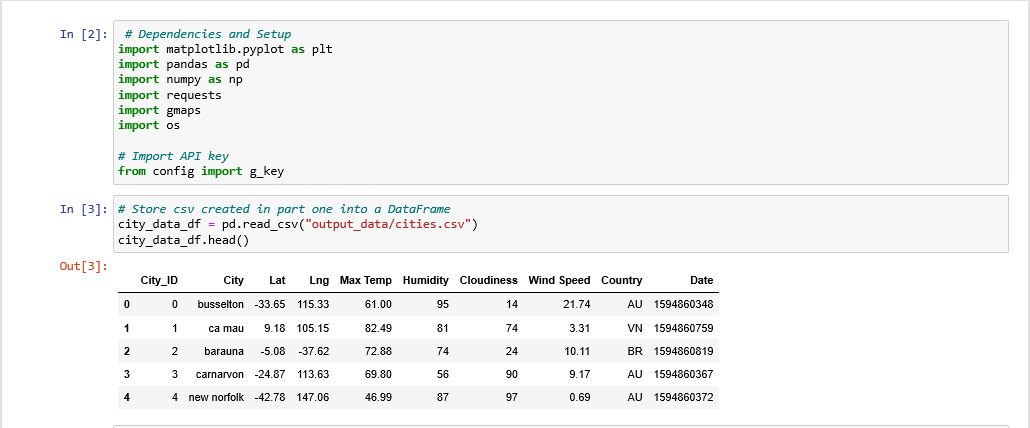 In [2]: # Dependencies and Setup
import matplotlib.pyplot as plt
import pandas as pd
import numpy as np
import requests
import gmaps
import os
# Import API key
from config import g_key
In [3]: # Store csv created in part one into a DataFrame
city_data_df = pd.read_csv("output_data/cities.csv")
city_data_df.head()
Out[3]:
City_ID City Lat Lng Max Temp Humidity Cloudiness Wind Speed Country Date
0 0 busselton -33.65 115.33 61.00 95 14 21.74 AU 1594860348
1 1 ca mau 9.18 105.15 82.49 81 74 3.31 VN 1594860759
2 2 barauna -5.08 -37.62 72.88 74 24 10.11 BR 1594860819
3 3 carnarvon -24.87 113.63 69.80 56 90 9.17 AU 1594860367
4 4 new norfolk -42.78 147.06 46.99 87 97 0.69 AU 1594860372